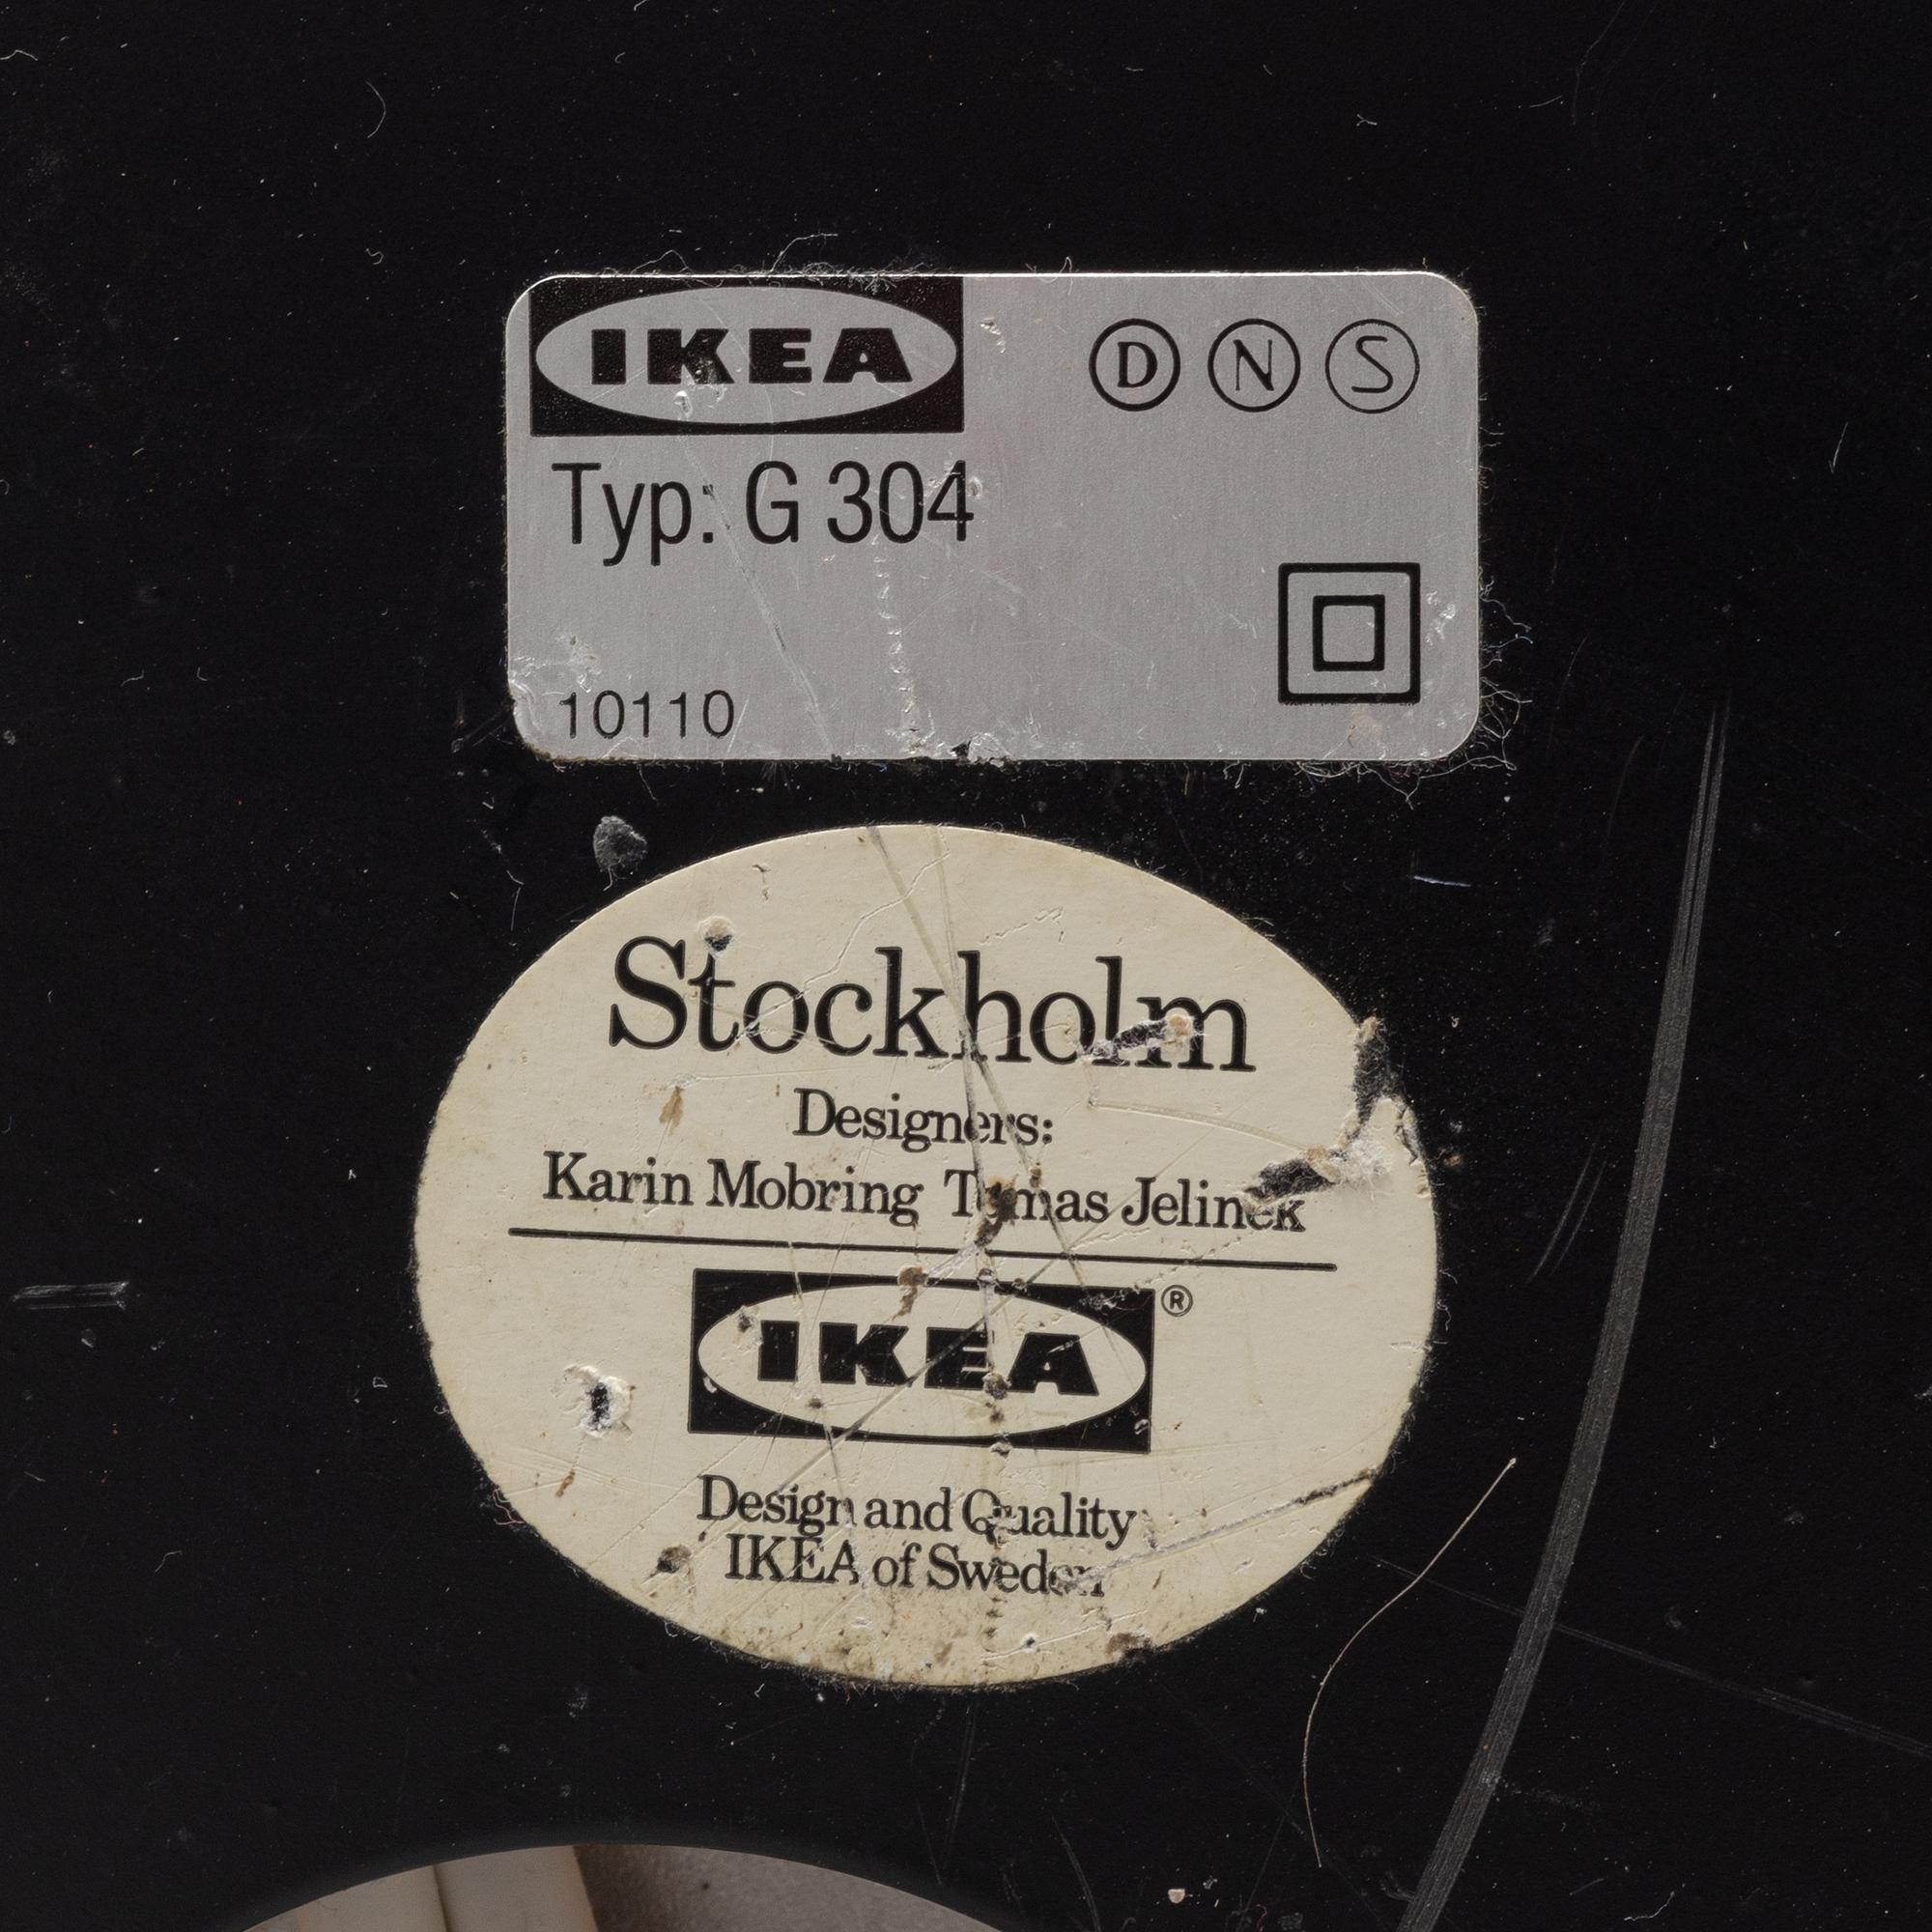 IKEA D N S
Typ: G 304
10110
Stockholm
Designers:
Karin Mobring Tomas Jelinek
IKEA ®
Design and Quality
IKEA of Sweden